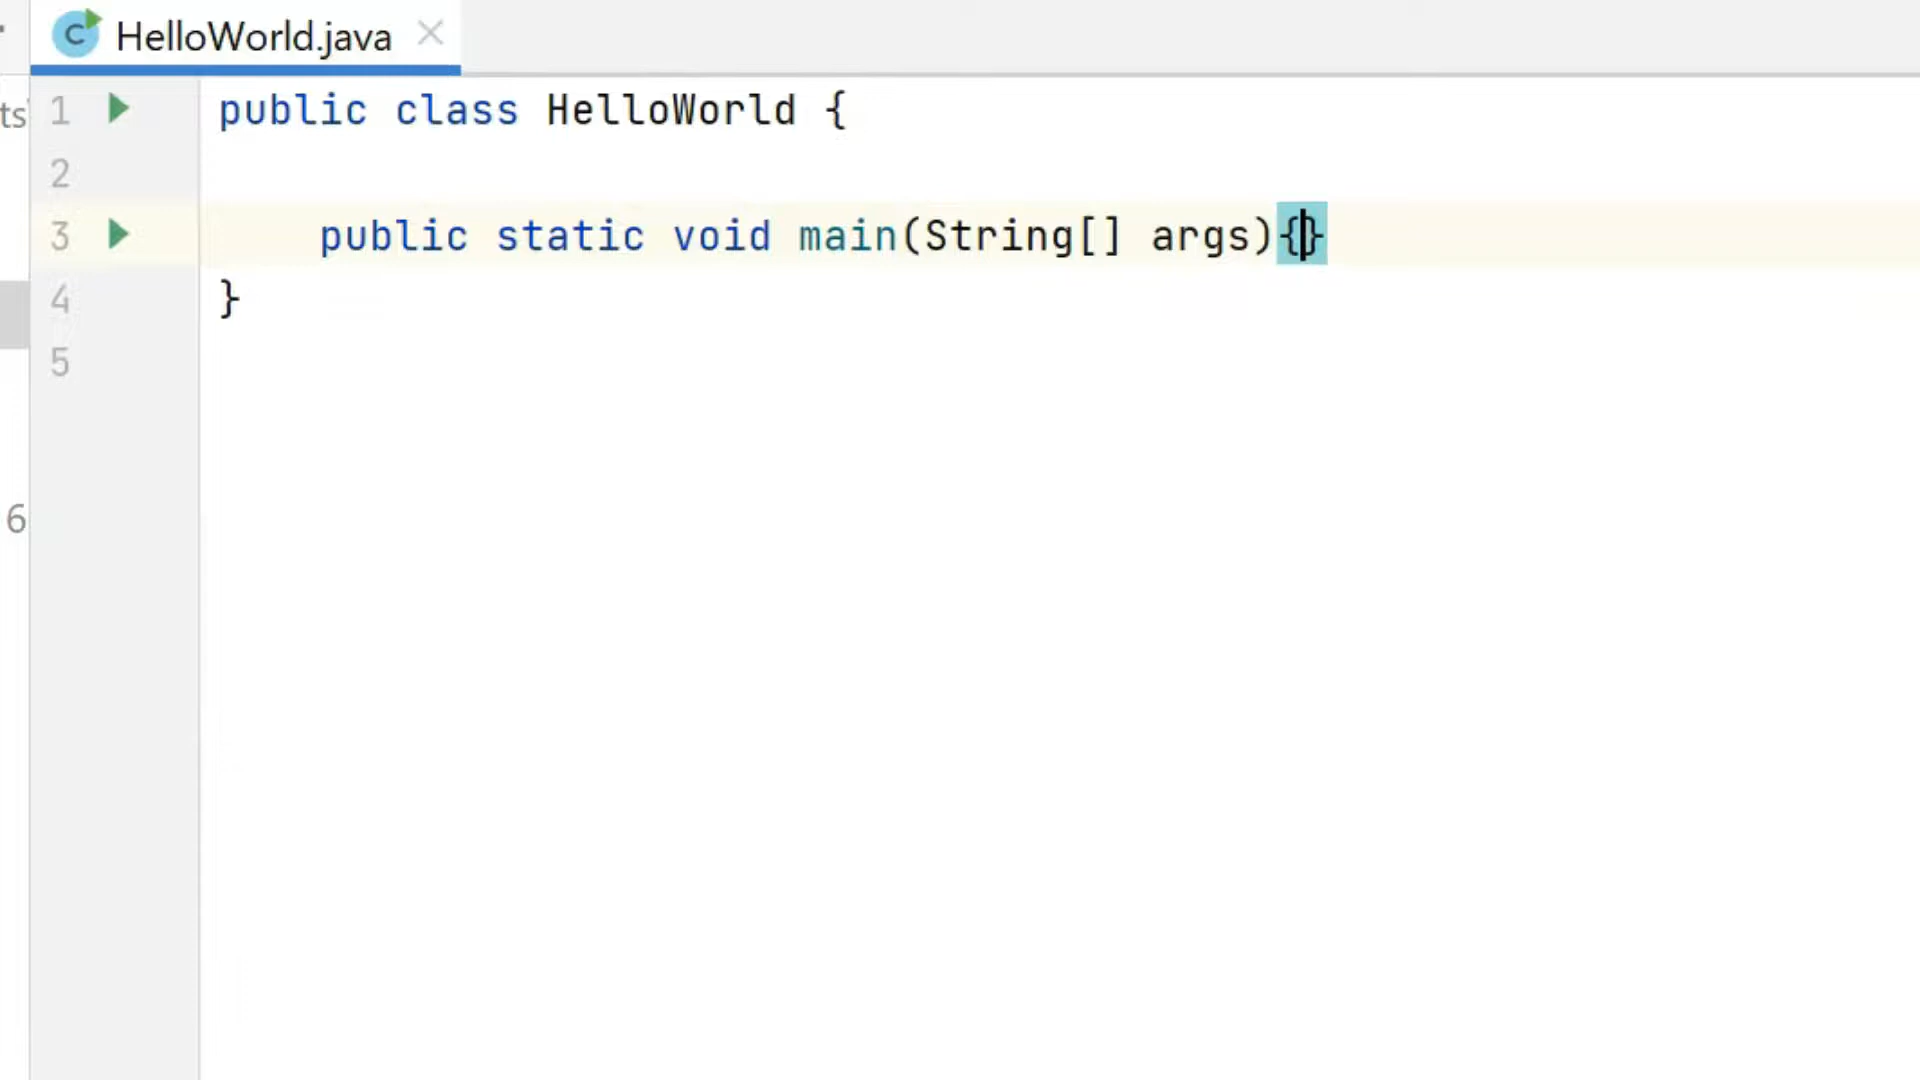 HelloWorld.java
ts
1 public class HelloWorld {
2
3     public static void main(String[] args){}
4 }
5
6